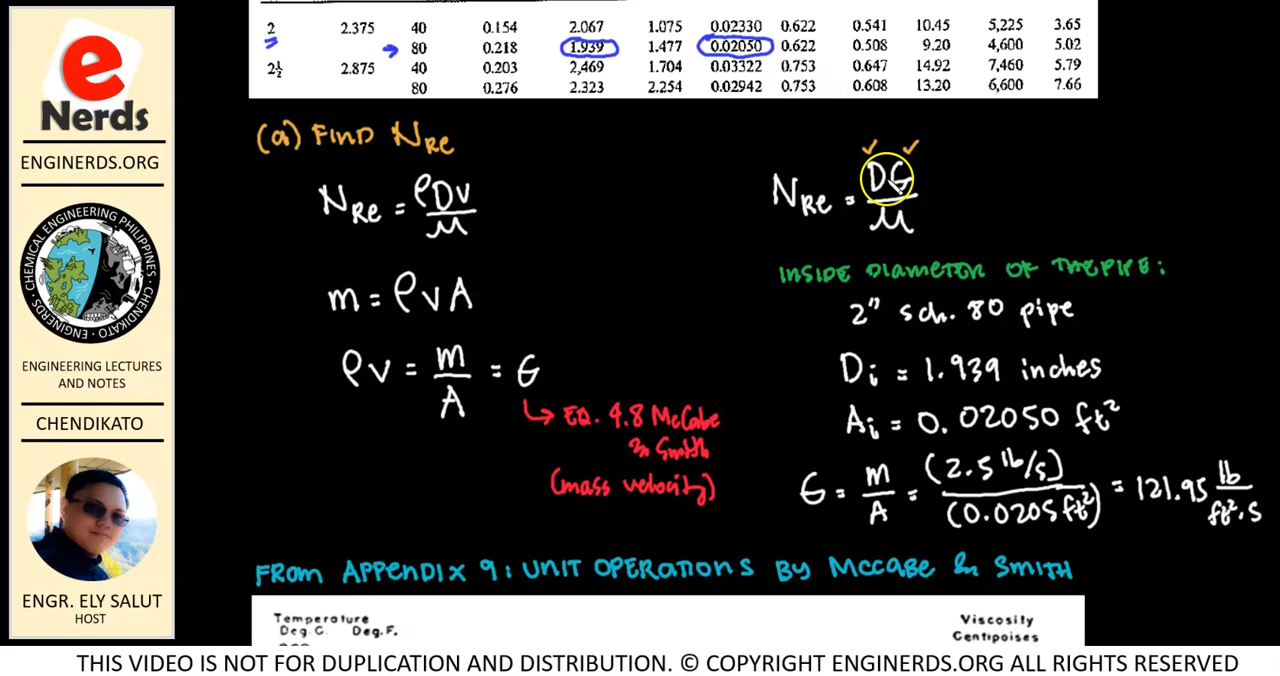 2 2.375 40 0.154 2.067 1.075 0.02330 0.622 0.541 10.45 5,225 3.65
80 0.218 1.939 1.477 0.02050 0.622 0.508 9.20 4,600 5.02
2½ 2.875 40 0.203 2,469 1.704 0.03322 0.753 0.647 14.92 7,460 5.79
80 0.276 2.323 2.254 0.02942 0.753 0.608 13.20 6,600 7.66
e
Nerds
ENGINERDS.ORG
CHEMICAL ENGINEERING PHILIPPINES
CHENDIKATO, ENGINERDS.ORG
ENGINEERING LECTURES
AND NOTES
CHENDIKATO
ENGR. ELY SALUT
HOST
(a) FIND NRe
NRe = ρDV/μ
m = ρVA
ρV = m/A = G
EQ. 4.8 McCabe
& Smith
(mass velocity)
NRe = DG/μ
INSIDE DIAMETER OF THE PIPE:
2" sch. 80 pipe
Di = 1.939 inches
Ai = 0.02050 ft²
G = m/A = (2.5 lb/s)/(0.0205 ft²) = 121.95 lb/ft².s
FROM APPENDIX 9: UNIT OPERATIONS BY MCCABE & SMITH
Temperature Viscosity
Deg.C. Deg.F. Centipoises
THIS VIDEO IS NOT FOR DUPLICATION AND DISTRIBUTION. © COPYRIGHT ENGINERDS.ORG ALL RIGHTS RESERVED